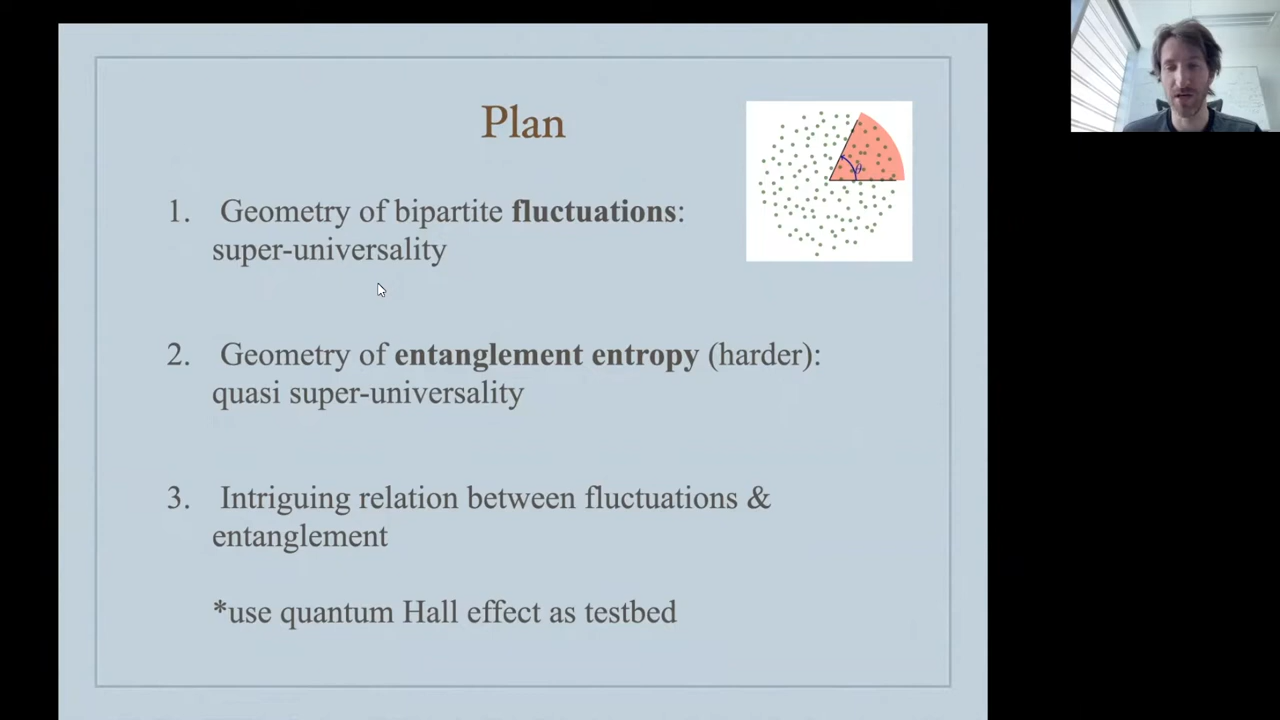 Plan
1. Geometry of bipartite fluctuations:
super-universality
θ
2. Geometry of entanglement entropy (harder):
quasi super-universality
3. Intriguing relation between fluctuations &
entanglement
*use quantum Hall effect as testbed